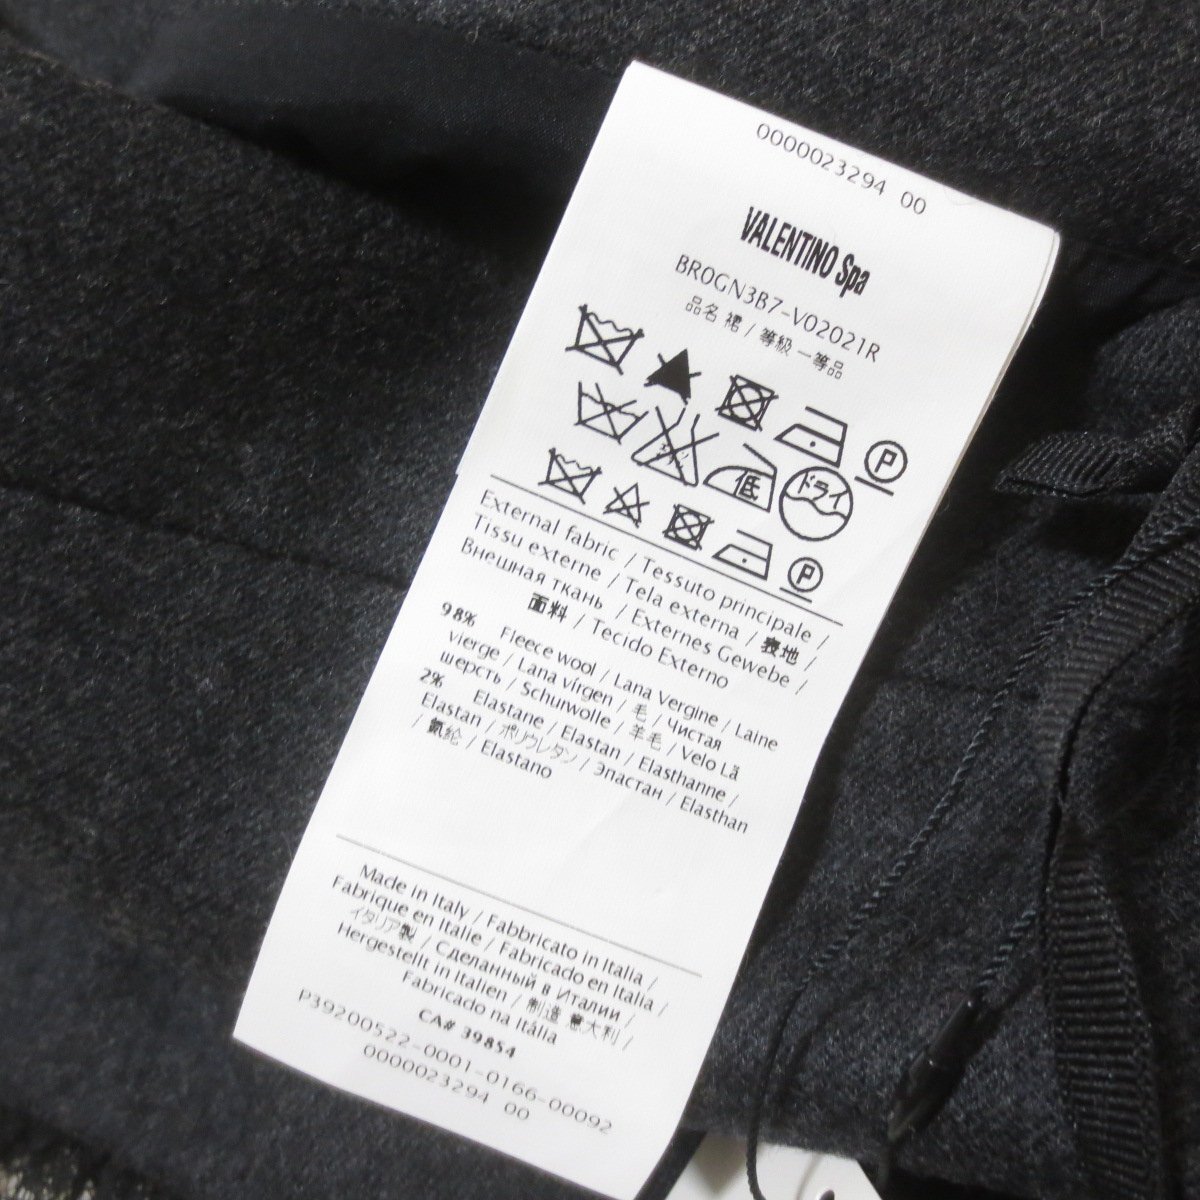 0000023294 00
VALENTINO Spa
BR0GN3B7-V02021R
品名 裙 / 等級 一等品
P
低 ドライ
P
External fabric / Tessuto principale /
Tissu externe / Tela externa / 表地 /
Внешная ткань / Externes Gewebe /
面料 / Tecido Externo
98% Fleece wool / Lana Vergine / Laine
vierge / Lana virgen / 毛 / Чистая
шерсть / Schurwolle / 羊毛 / Velo Lã
2% Elastane / Elastan / Elasthanne /
Elastan / ポリウレタン / Эластан / Elasthan
/ 氨纶 / Elastano
Made in Italy / Fabbricato in Italia /
Fabrique en Italie / Fabricado en Italia /
イタリア製 / Сделанный в Италии /
Hergestellt in Italien / 制造 意大利 /
Fabricado na Itália
CA# 39854
P39200522-0001-0166-00092
0000023294 00